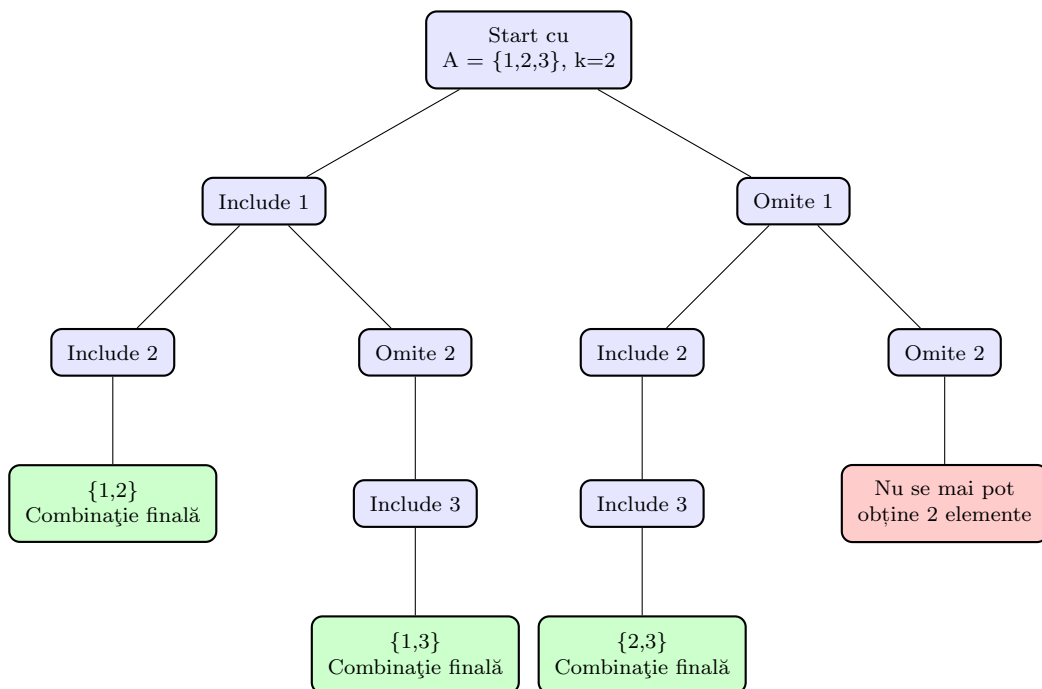 Start cu
A = {1,2,3}, k=2
Include 1
Omite 1
Include 2
Omite 2
Include 2
Omite 2
{1,2}
Combinaţie finală
Include 3
Include 3
Nu se mai pot
obține 2 elemente
{1,3}
Combinaţie finală
{2,3}
Combinaţie finală